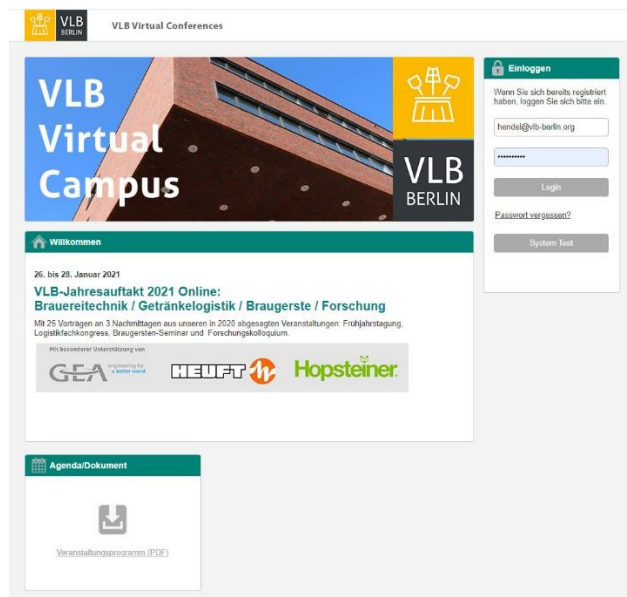 VLB
BERLIN
VLB Virtual Conferences
VLB
Virtual
Campus
VLB
BERLIN
Einloggen
Wenn Sie sich bereits registriert
haben, loggen Sie sich bitte ein.
hendel@vlb-berlin.org
Login
Passwort vergessen?
System Test
Willkommen
26. bis 28. Januar 2021
VLB-Jahresauftakt 2021 Online:
Brauereitechnik / Getränkelogistik / Braugerste / Forschung
Mit 25 Vorträgen an 3 Nachmittagen aus unseren in 2020 abgesagten Veranstaltungen: Frühjahrstagung,
Logistikfachkongress, Braugersten-Seminar und Forschungskolloquium.
Mit besonderer Unterstützung von
GEA engineering for
a better world
HEUFT
Hopsteiner
Agenda/Dokument
Veranstaltungsprogramm (PDF)